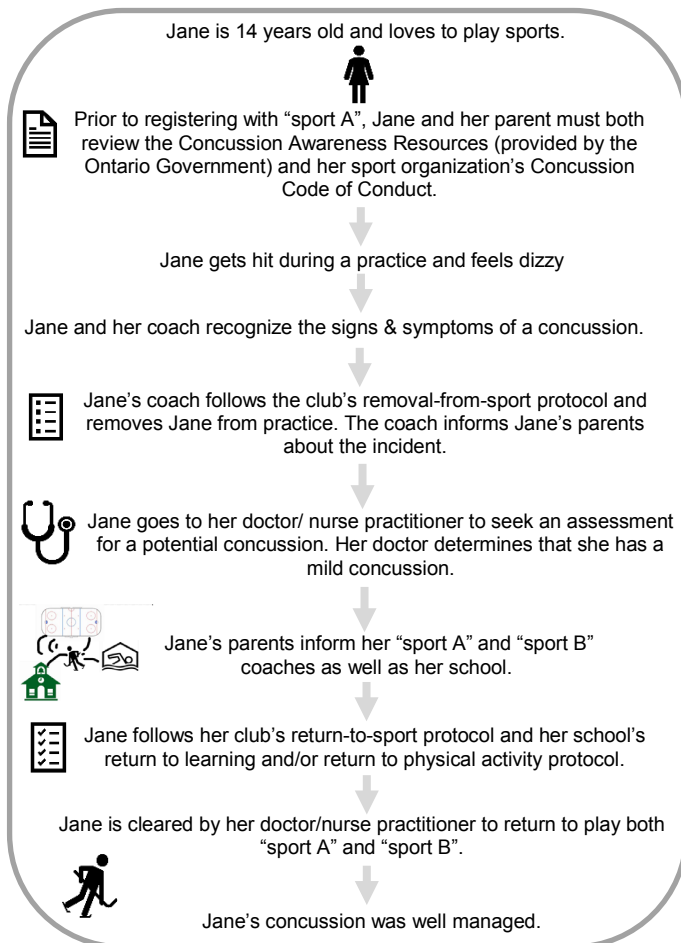 Jane is 14 years old and loves to play sports.
Prior to registering with “sport A”, Jane and her parent must both
review the Concussion Awareness Resources (provided by the
Ontario Government) and her sport organization’s Concussion
Code of Conduct.
Jane gets hit during a practice and feels dizzy
Jane and her coach recognize the signs & symptoms of a concussion.
Jane’s coach follows the club’s removal-from-sport protocol and
removes Jane from practice. The coach informs Jane’s parents
about the incident.
Jane goes to her doctor/ nurse practitioner to seek an assessment
for a potential concussion. Her doctor determines that she has a
mild concussion.
Jane’s parents inform her “sport A” and “sport B”
coaches as well as her school.
Jane follows her club’s return-to-sport protocol and her school’s
return to learning and/or return to physical activity protocol.
Jane is cleared by her doctor/nurse practitioner to return to play both
“sport A” and “sport B”.
Jane’s concussion was well managed.